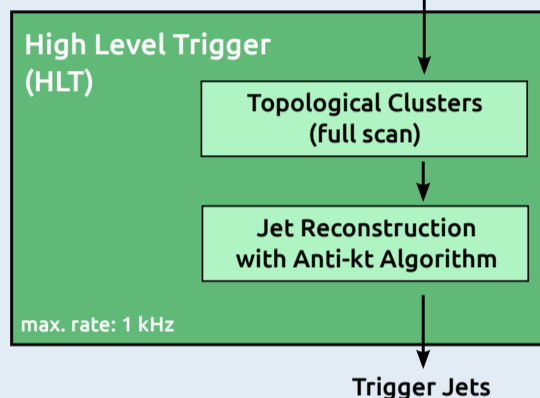 High Level Trigger
(HLT)
Topological Clusters
(full scan)
Jet Reconstruction
with Anti-kt Algorithm
max. rate: 1 kHz
Trigger Jets